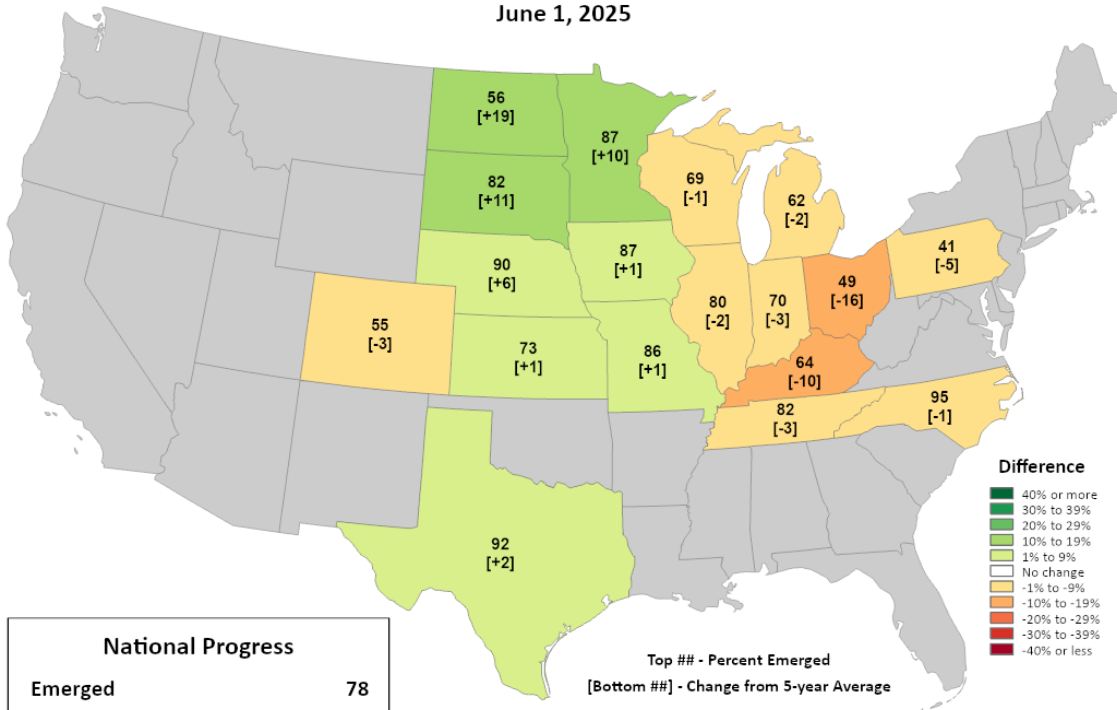 June 1, 2025
56
[+19]
87
[+10]
82
[+11]
69
[-1]
62
[-2]
41
[-5]
90
[+6]
87
[+1]
49
[-16]
80
[-2]
70
[-3]
55
[-3]
73
[+1]
86
[+1]
64
[-10]
82
[-3]
95
[-1]
92
[+2]
Difference
40% or more
30% to 39%
20% to 29%
10% to 19%
1% to 9%
No change
-1% to -9%
-10% to -19%
-20% to -29%
-30% to -39%
-40% or less
National Progress
Emerged 78
Top ## - Percent Emerged
[Bottom ##] - Change from 5-year Average